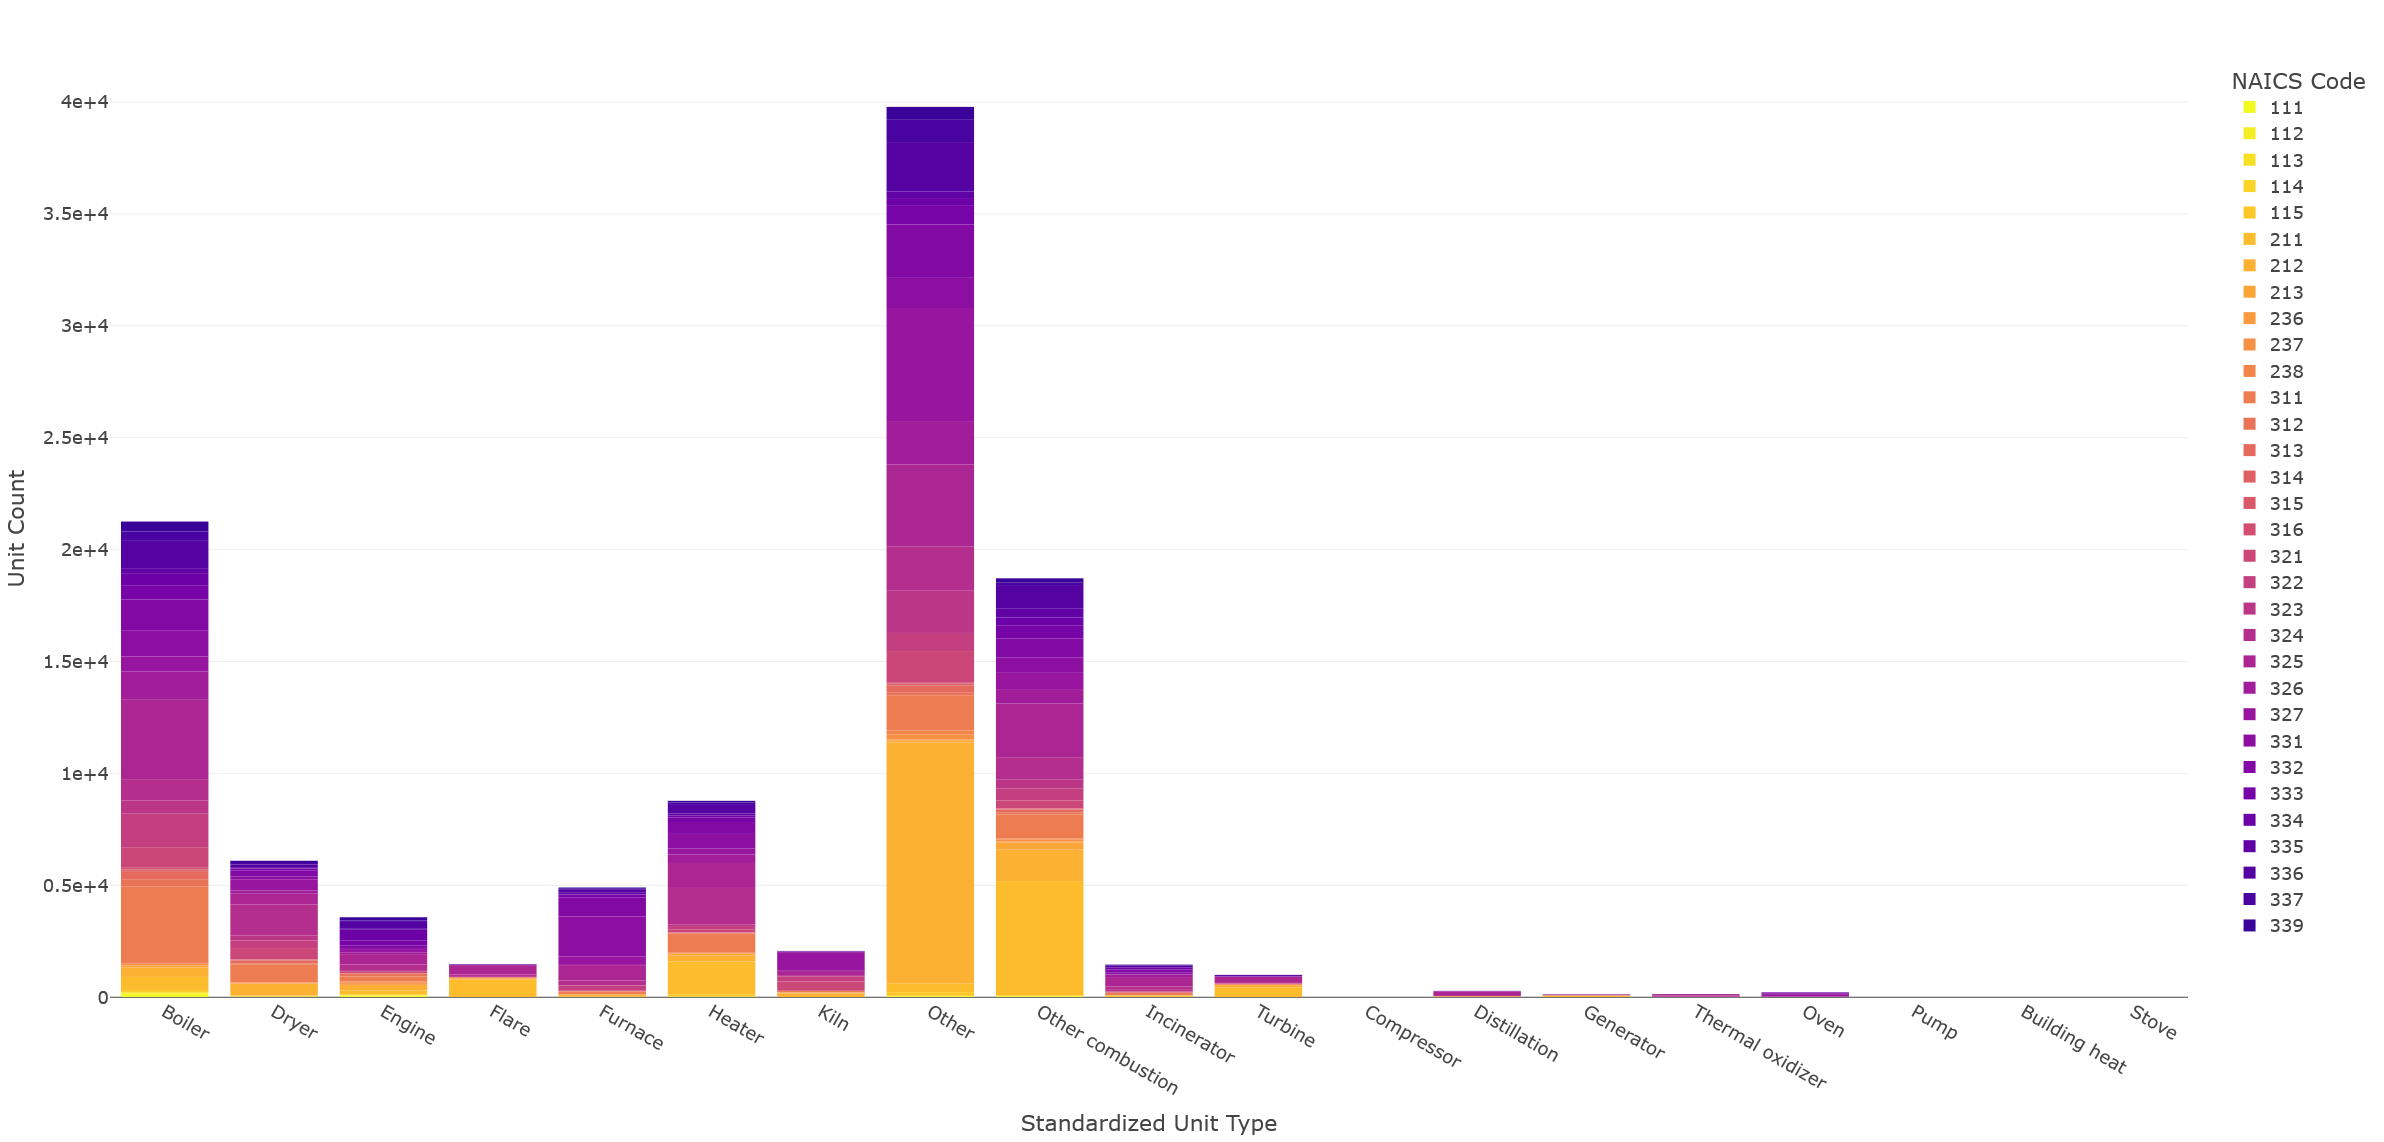 NAICS Code
111
112
113
114
115
211
212
213
236
237
238
311
312
313
314
315
316
321
322
323
324
325
326
327
331
332
333
334
335
336
337
339
4e+4
3.5e+4
3e+4
2.5e+4
2e+4
1.5e+4
1e+4
0.5e+4
0
Unit Count
Boiler
Dryer
Engine
Flare
Furnace
Heater
Kiln
Other
Other combustion
Incinerator
Turbine
Compressor
Distillation
Generator
Thermal oxidizer
Oven
Pump
Building heat
Stove
Standardized Unit Type